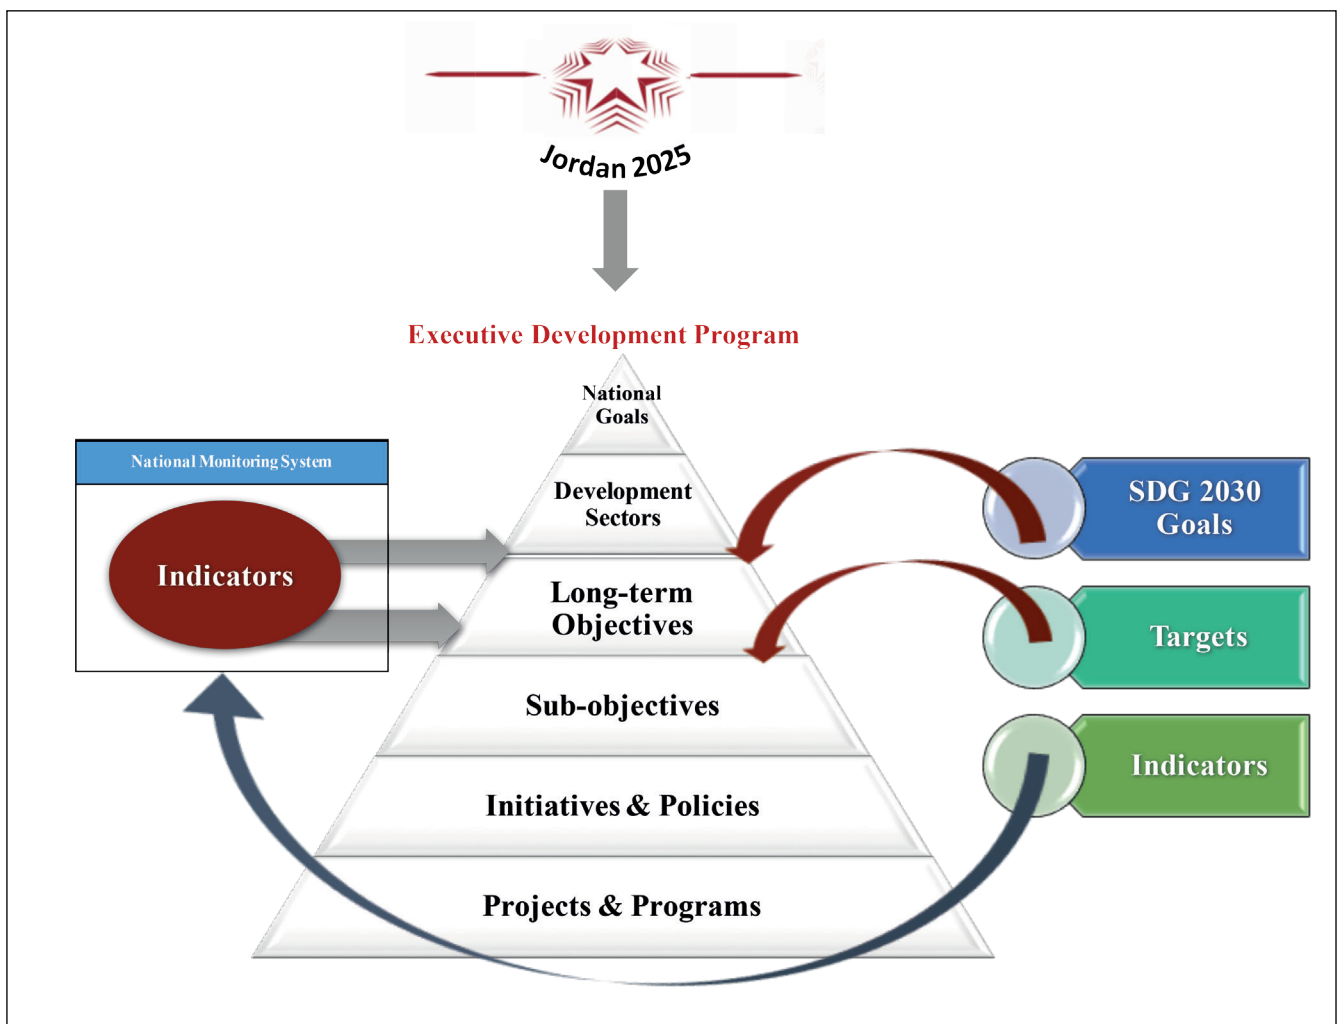 Jordan 2025
Executive Development Program
National
Goals
Development
Sectors
Long-term
Objectives
Sub-objectives
Initiatives & Policies
Projects & Programs
National Monitoring System
Indicators
SDG 2030
Goals
Targets
Indicators